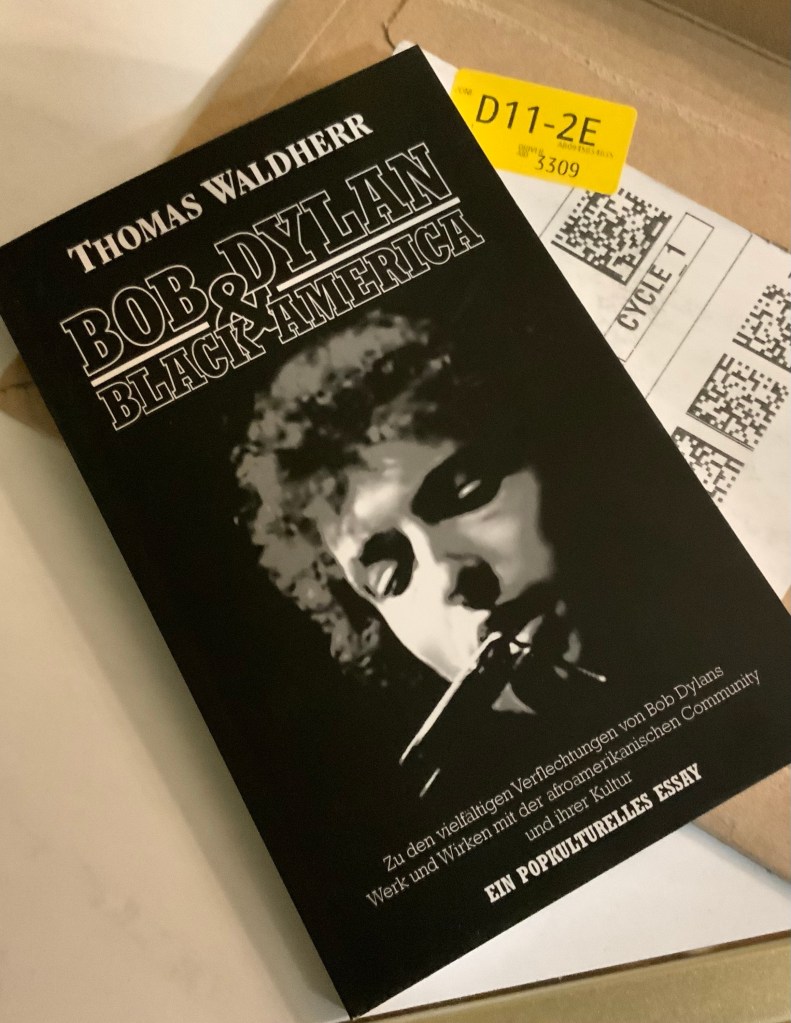 THOMAS WALDHERR
BOB DYLAN
& BLACK AMERICA
Zu den vielfältigen Verflechtungen von Bob Dylans
Werk und Wirken mit der afroamerikanischen Community
und ihrer Kultur
EIN POPKULTURELLES ESSAY
D11-2E
3309
CYCLE 1